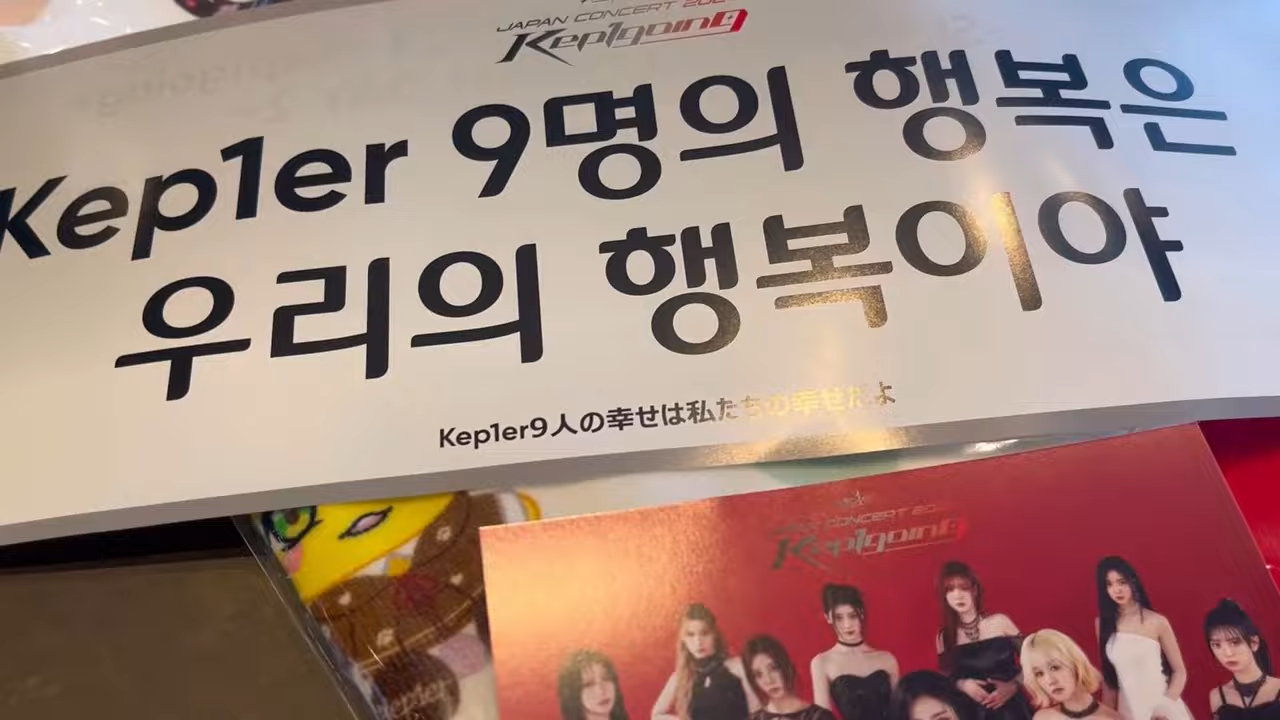 JAPAN CONCERT
Kep1going
Kep1er 9명의 행복은
우리의 행복이야
Kep1er9人の幸せは私たちの幸せだよ
JAPAN CONCERT
Kep1going